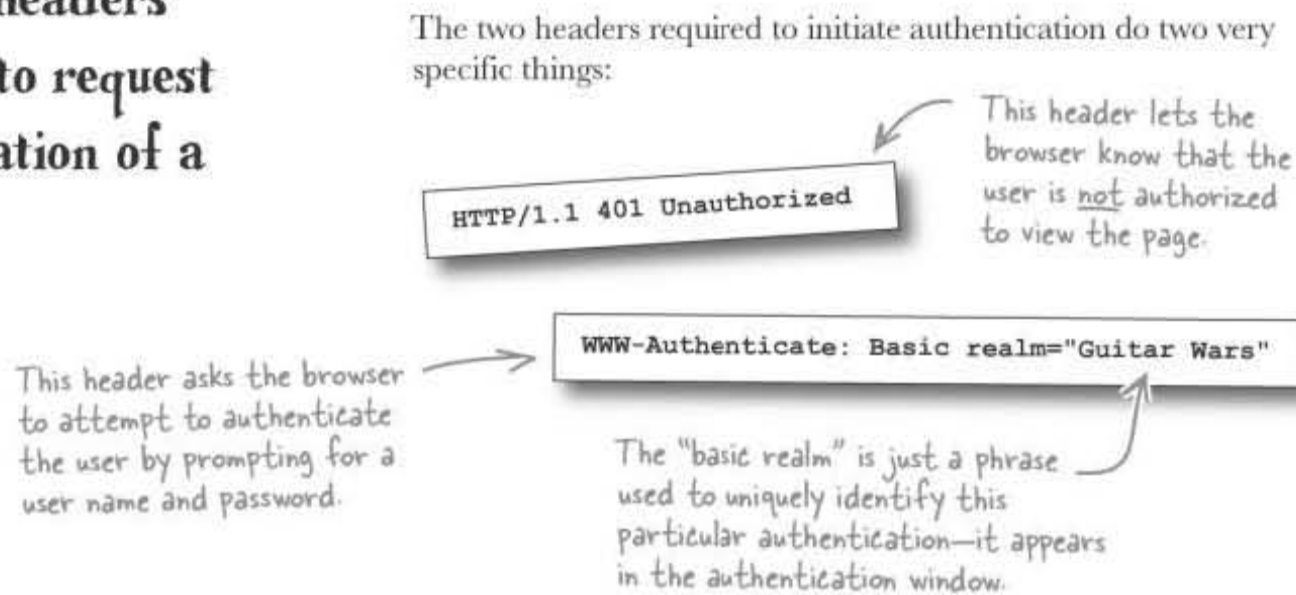 headers
to request
ation of a
The two headers required to initiate authentication do two very
specific things:
This header lets the
browser know that the
user is not authorized
to view the page.
HTTP/1.1 401 Unauthorized
WWW-Authenticate: Basic realm="Guitar Wars"
This header asks the browser
to attempt to authenticate
the user by prompting for a
user name and password.
The "basic realm" is just a phrase
used to uniquely identify this
particular authentication—it appears
in the authentication window.